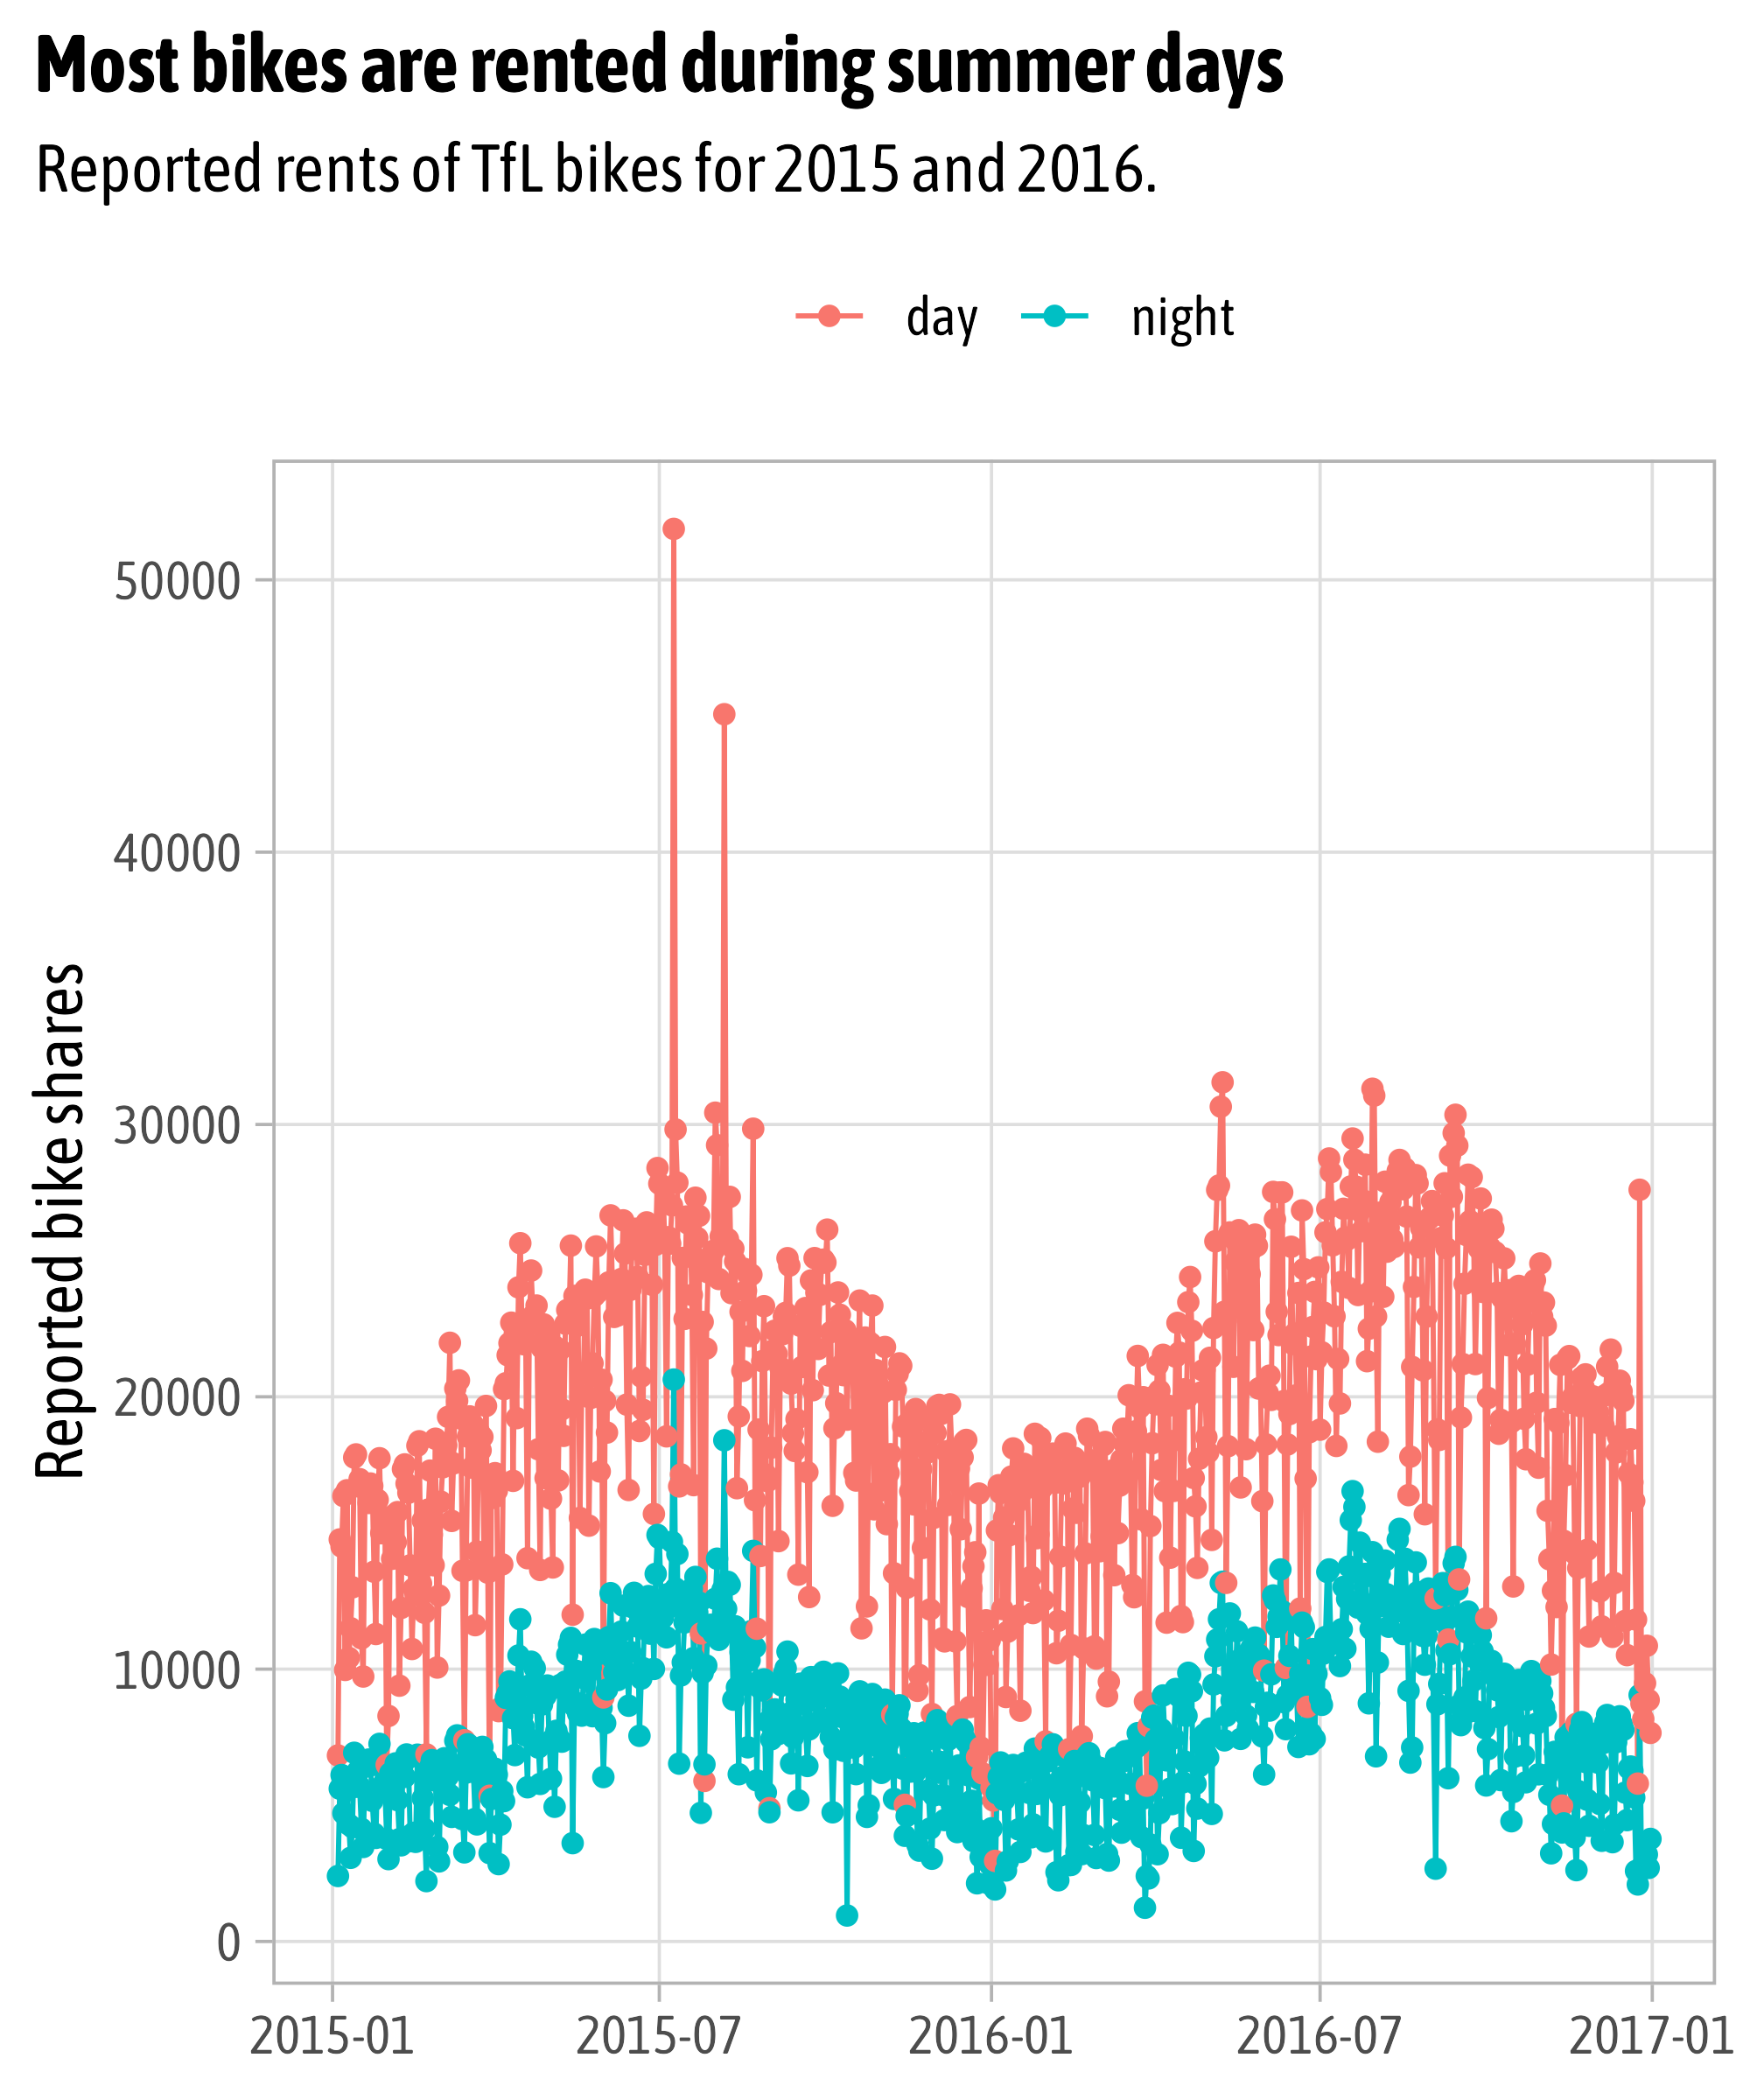 Most bikes are rented during summer days
Reported rents of TfL bikes for 2015 and 2016.
day night
Reported bike shares
50000
40000
30000
20000
10000
0
2015-01 2015-07 2016-01 2016-07 2017-01